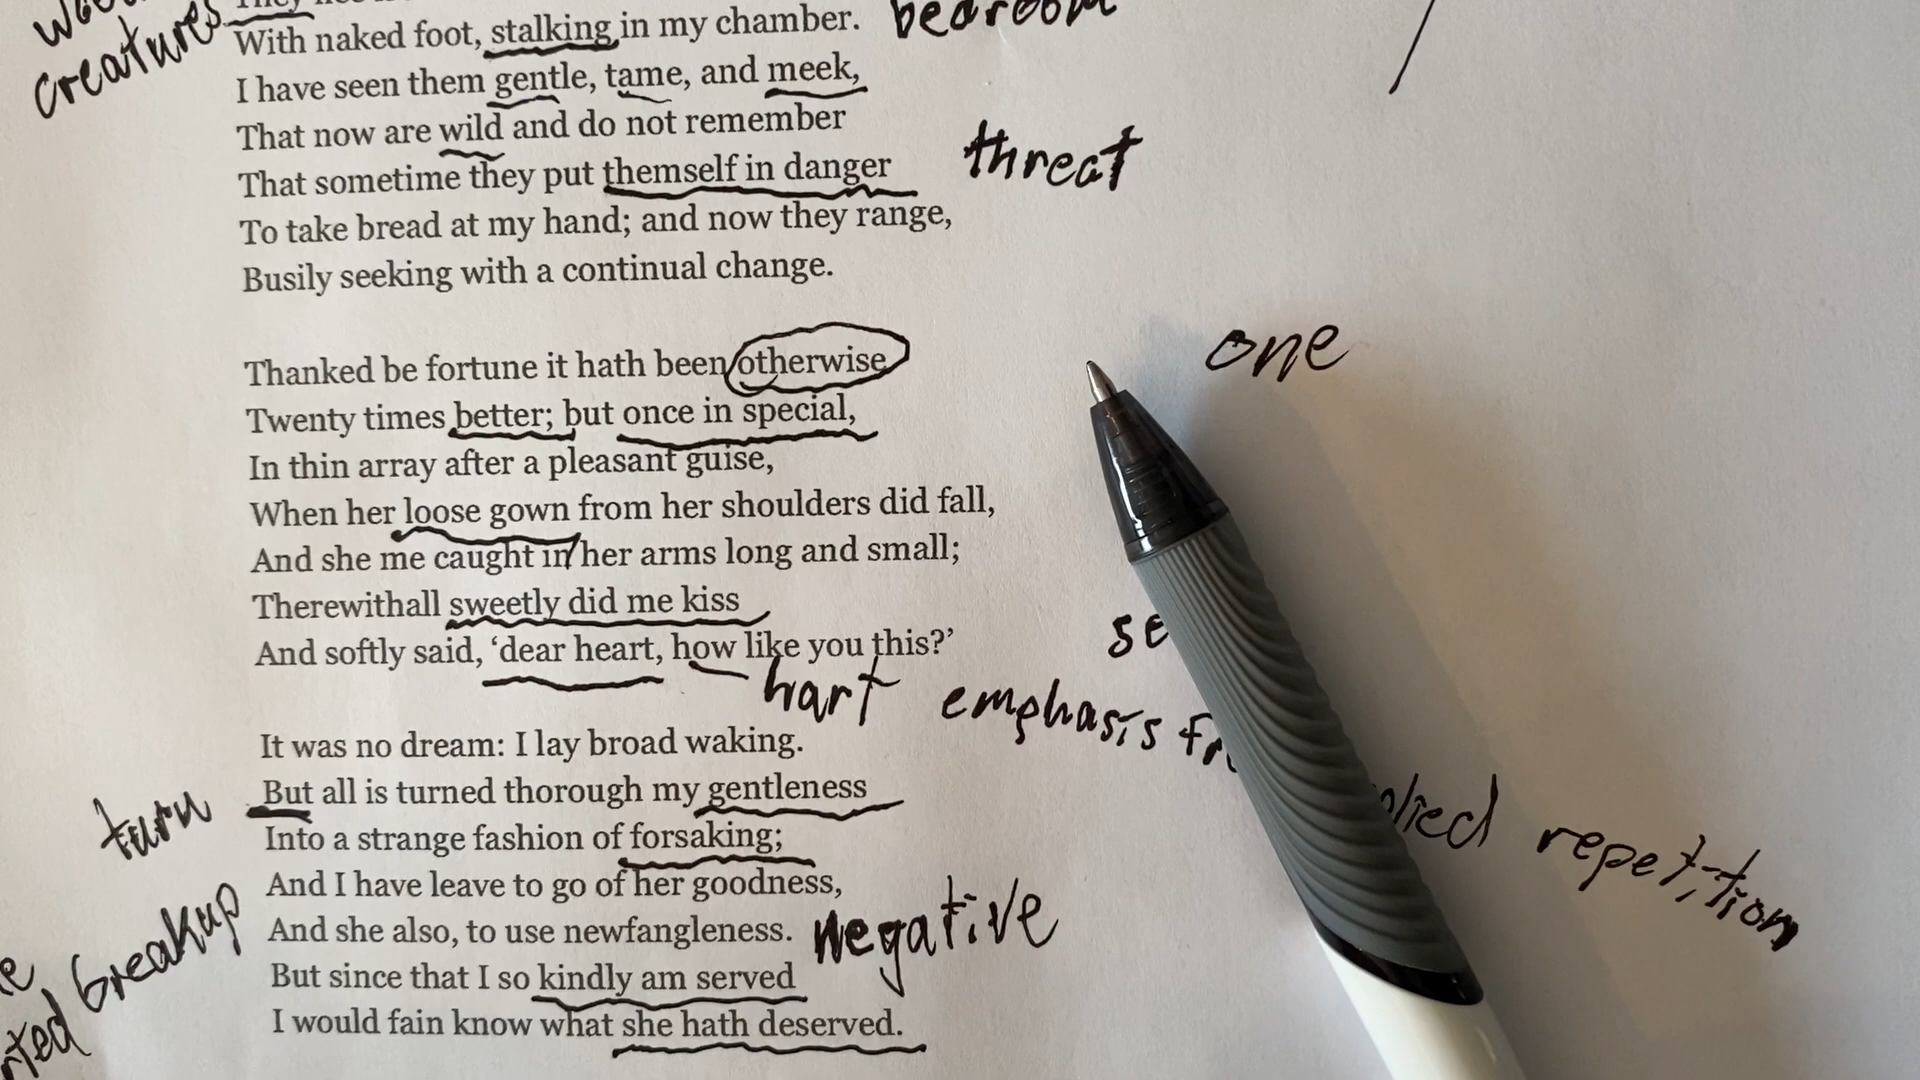 creatures
With naked foot, stalking in my chamber. bedroom
I have seen them gentle, tame, and meek,
That now are wild and do not remember
That sometime they put themself in danger threat
To take bread at my hand; and now they range,
Busily seeking with a continual change.
Thanked be fortune it hath been otherwise one
Twenty times better; but once in special,
In thin array after a pleasant guise,
When her loose gown from her shoulders did fall,
And she me caught in her arms long and small;
Therewithall sweetly did me kiss
And softly said, ‘dear heart, how like you this?’
hart emphasis
repetition
It was no dream: I lay broad waking.
turn But all is turned thorough my gentleness
Into a strange fashion of forsaking;
breakup And I have leave to go of her goodness,
And she also, to use newfangleness. negative
But since that I so kindly am served
I would fain know what she hath deserved.